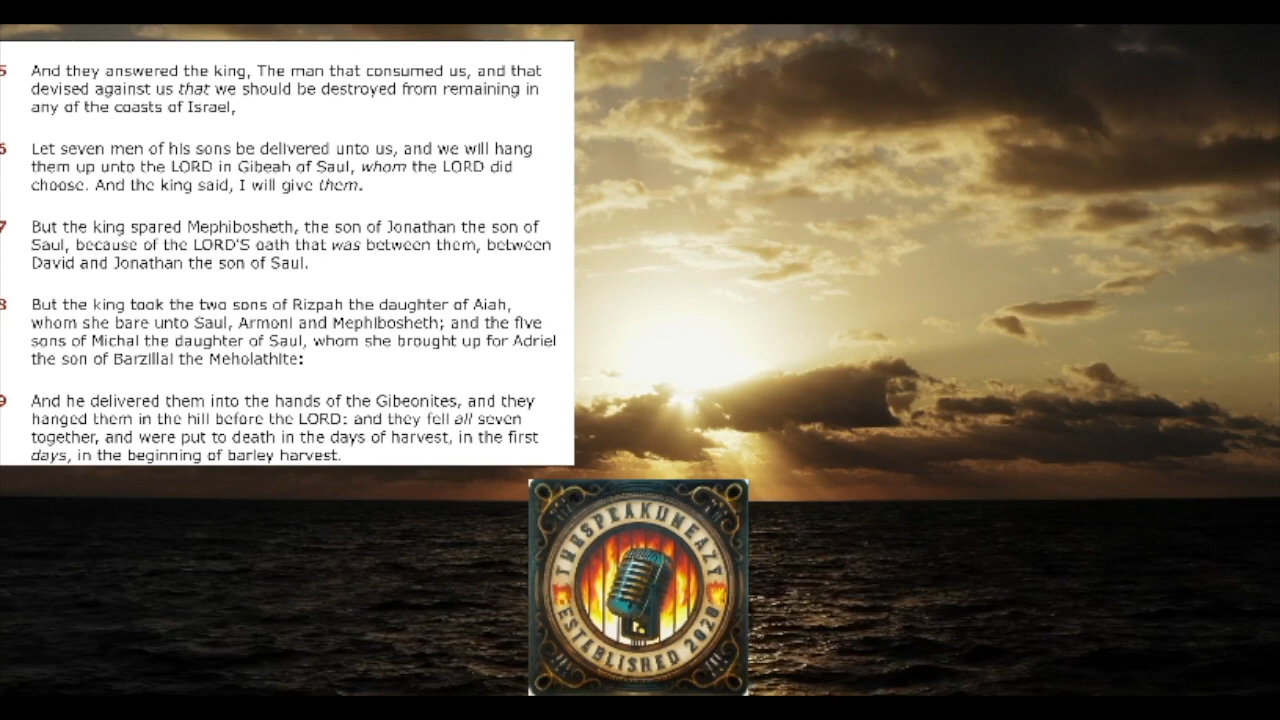 5 And they answered the king, The man that consumed us, and that
devised against us that we should be destroyed from remaining in
any of the coasts of Israel,
6 Let seven men of his sons be delivered unto us, and we will hang
them up unto the LORD in Gibeah of Saul, whom the LORD did
choose. And the king said, I will give them.
7 But the king spared Mephibosheth, the son of Jonathan the son of
Saul, because of the LORD'S oath that was between them, between
David and Jonathan the son of Saul.
8 But the king took the two sons of Rizpah the daughter of Aiah,
whom she bare unto Saul, Armoni and Mephibosheth; and the five
sons of Michal the daughter of Saul, whom she brought up for Adriel
the son of Barzillai the Meholathite:
9 And he delivered them into the hands of the Gibeonites, and they
hanged them in the hill before the LORD: and they fell all seven
together, and were put to death in the days of harvest, in the first
days, in the beginning of barley harvest.
THESPEAKUNEAZY
ESTABLISHED 2020